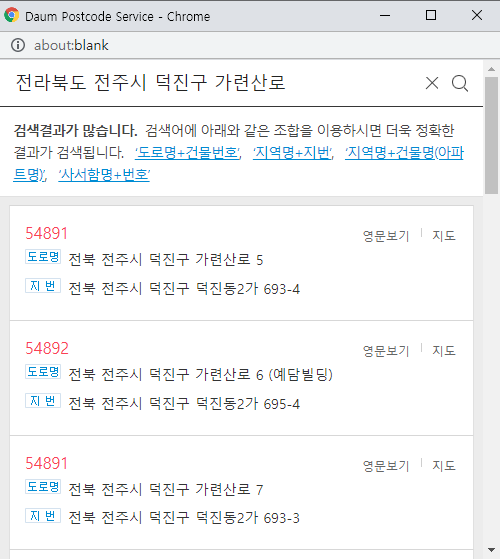 Daum Postcode Service - Chrome
about:blank
전라북도 전주시 덕진구 가련산로
검색결과가 많습니다. 검색어에 아래와 같은 조합을 이용하시면 더욱 정확한
결과가 검색됩니다. '도로명+건물번호', '지역명+지번', '지역명+건물명(아파
트명)', '사서함명+번호'
54891 영문보기 지도
도로명 전북 전주시 덕진구 가련산로 5
지 번 전북 전주시 덕진구 덕진동2가 693-4
54892 영문보기 지도
도로명 전북 전주시 덕진구 가련산로 6 (예담빌딩)
지 번 전북 전주시 덕진구 덕진동2가 695-4
54891 영문보기 지도
도로명 전북 전주시 덕진구 가련산로 7
지 번 전북 전주시 덕진구 덕진동2가 693-3